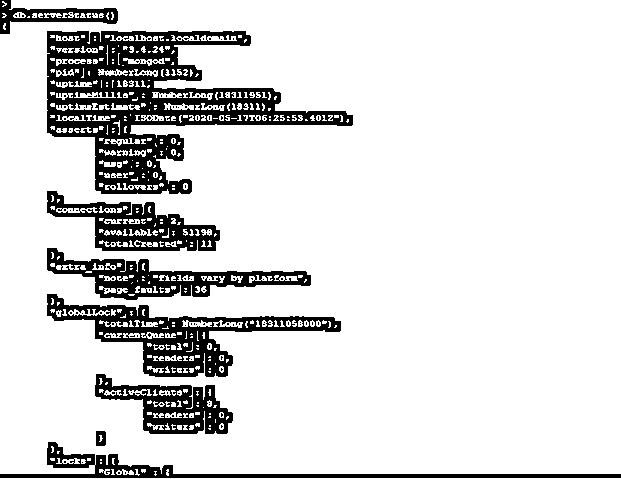 >
> db.serverStatus()
{
"host" : "localhost.localdomain",
"version" : "3.4.24",
"process" : "mongod",
"pid" : NumberLong(1152),
"uptime" : 18311,
"uptimeMillis" : NumberLong(18311951),
"uptimeEstimate" : NumberLong(18311),
"localTime" : ISODate("2020-05-17T06:25:53.401Z"),
"asserts" : {
"regular" : 0,
"warning" : 0,
"msg" : 0,
"user" : 0,
"rollovers" : 0
},
"connections" : {
"current" : 2,
"available" : 51198,
"totalCreated" : 11
},
"extra_info" : {
"note" : "fields vary by platform",
"page_faults" : 36
},
"globalLock" : {
"totalTime" : NumberLong("18311058000"),
"currentQueue" : {
"total" : 0,
"readers" : 0,
"writers" : 0
},
"activeClients" : {
"total" : 8,
"readers" : 0,
"writers" : 0
}
},
"locks" : {
"Global" : {